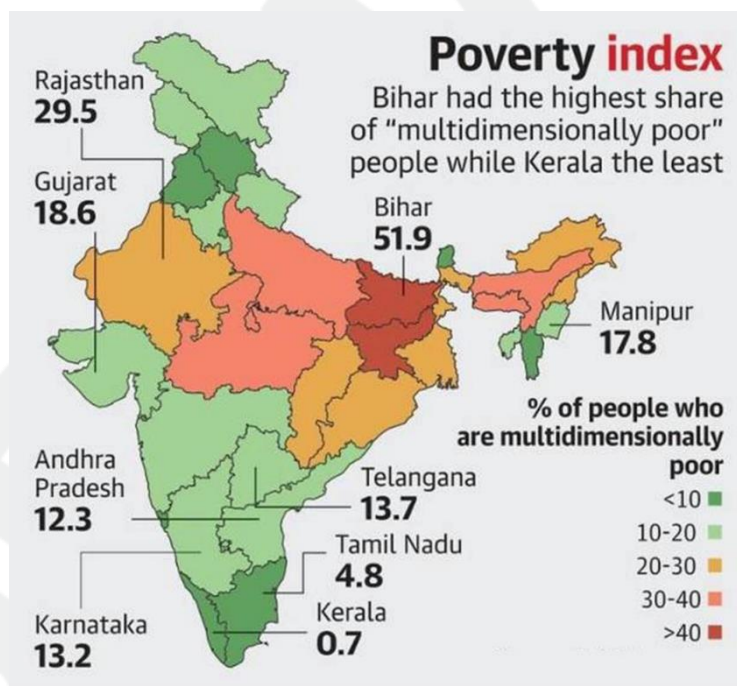 Poverty index
Bihar had the highest share
of “multidimensionally poor”
people while Kerala the least
Rajasthan
29.5
Gujarat
18.6
Bihar
51.9
Manipur
17.8
% of people who
are multidimensionally
poor
<10
10-20
20-30
30-40
>40
Andhra
Pradesh
12.3
Telangana
13.7
Tamil Nadu
4.8
Karnataka
13.2
Kerala
0.7